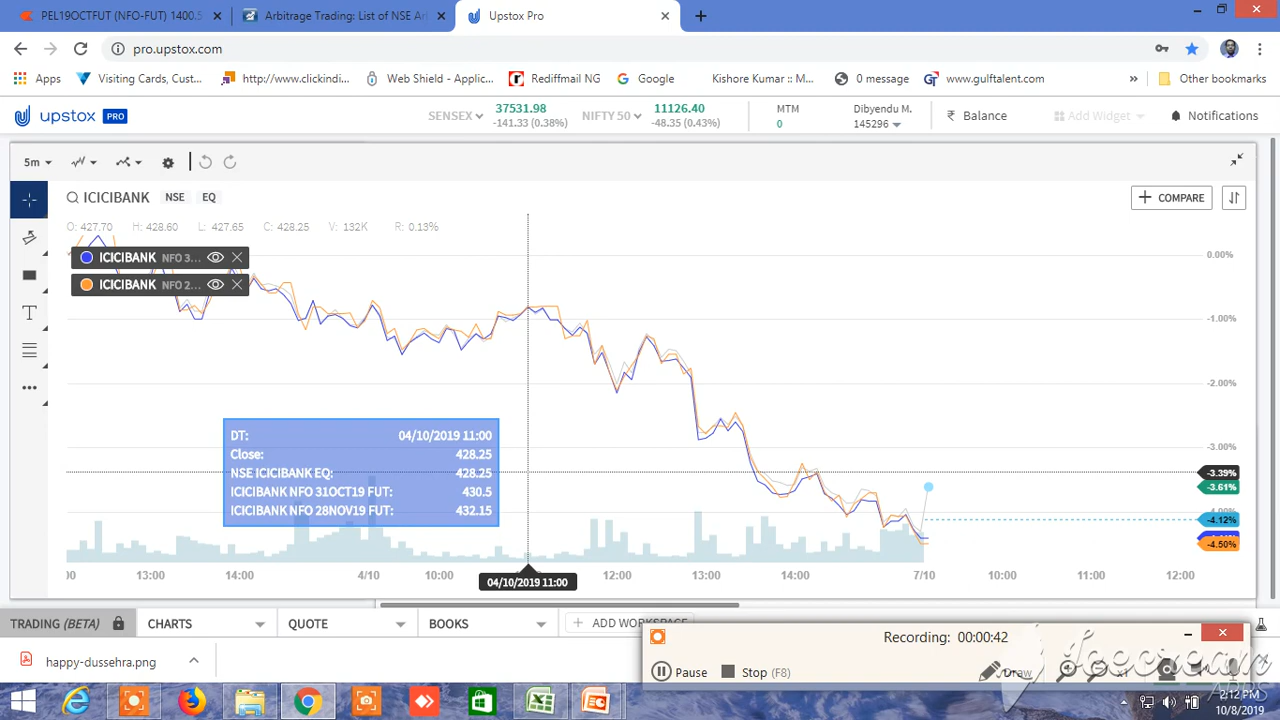 PEL19OCTFUT (NFO-FUT) 1400.5
Arbitrage Trading: List of NSE Ar
Upstox Pro
pro.upstox.com
Apps
Visiting Cards, Cust...
http://www.clickindi...
Web Shield - Applic...
Rediffmail NG
Google
Kishore Kumar :: M...
0 message
www.gulftalent.com
»
Other bookmarks
upstox PRO
SENSEX
37531.98
-141.33 (0.38%)
NIFTY 50
11126.40
-48.35 (0.43%)
MTM
0
Dibyendu M.
145296
₹ Balance
Add Widget
Notifications
5m
ICICIBANK NSE EQ
+ COMPARE
O: 427.70 H: 428.60 L: 427.65 C: 428.25 V: 132K R: 0.13%
ICICIBANK NFO 3...
ICICIBANK NFO 2...
0.00%
-1.00%
-2.00%
-3.00%
-3.39%
-3.61%
-4.12%
-4.50%
DT: 04/10/2019 11:00
Close: 428.25
NSE ICICIBANK EQ: 428.25
ICICIBANK NFO 31OCT19 FUT: 430.5
ICICIBANK NFO 28NOV19 FUT: 432.15
:00 13:00 14:00 4/10 10:00 12:00 13:00 14:00 7/10 10:00 11:00 12:00
04/10/2019 11:00
TRADING (BETA)
CHARTS
QUOTE
BOOKS
+ ADD WORKSPACE
Recording: 00:00:42
happy-dussehra.png
Pause
Stop (F8)
Draw
Icecream
APPS
2:12 PM
10/8/2019